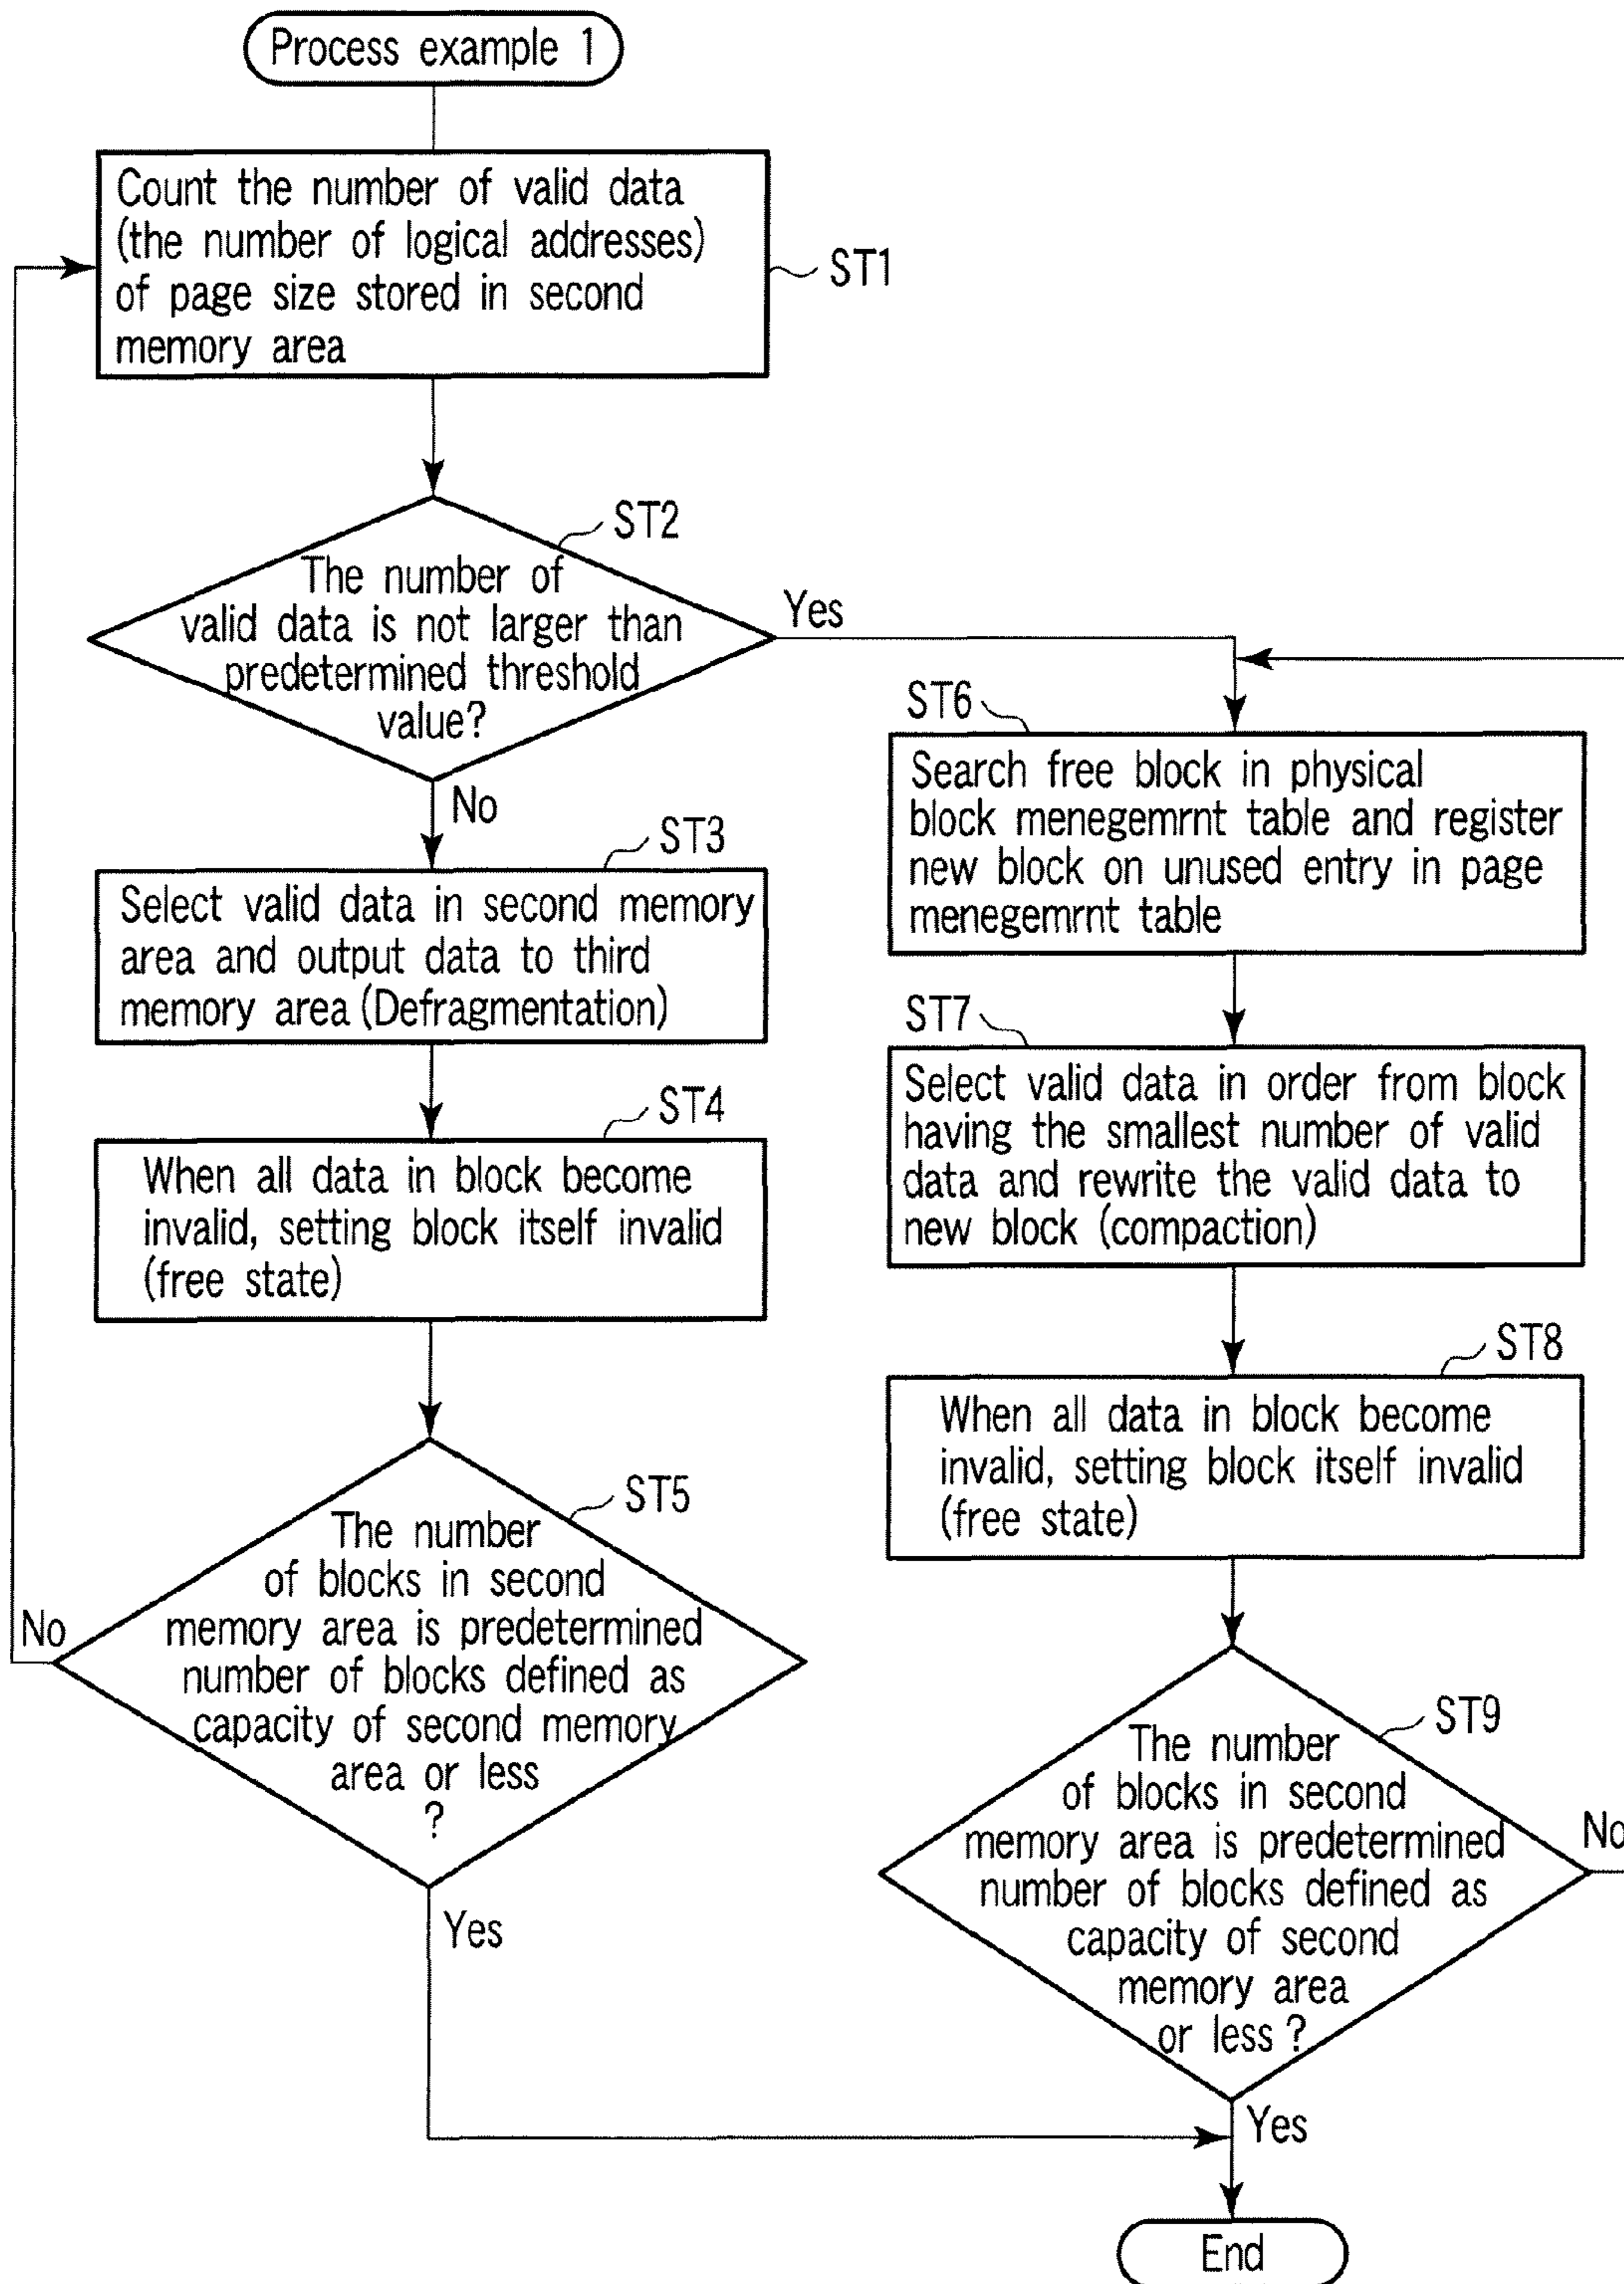 Process example 1
Count the number of valid data
(the number of logical addresses)
of page size stored in second
memory area
ST1
ST2
The number of
valid data is not larger than
predetermined threshold
value?
Yes
No
ST3
Select valid data in second memory
area and output data to third
memory area (Defragmentation)
ST4
When all data in block become
invalid, setting block itself invalid
(free state)
ST5
The number
of blocks in second
memory area is predetermined
number of blocks defined as
capacity of second memory
area or less
?
No
Yes
ST6
Search free block in physical
block menegemrnt table and register
new block on unused entry in page
menegemrnt table
ST7
Select valid data in order from block
having the smallest number of valid
data and rewrite the valid data to
new block (compaction)
ST8
When all data in block become
invalid, setting block itself invalid
(free state)
ST9
The number
of blocks in second
memory area is predetermined
number of blocks defined as
capacity of second
memory area
or less ?
No
Yes
End